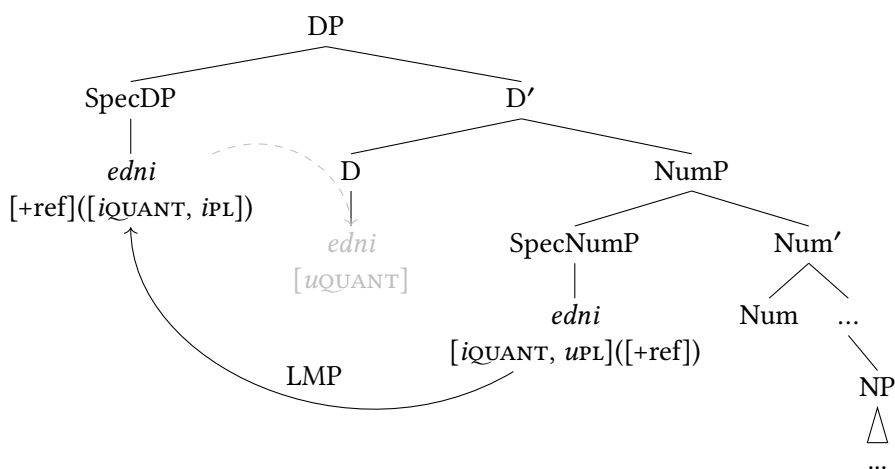 DP
SpecDP D′
edni D NumP
[+ref]([iQUANT, iPL])
edni SpecNumP Num′
[uQUANT]
edni Num ...
[iQUANT, uPL]([+ref])
LMP
NP
...